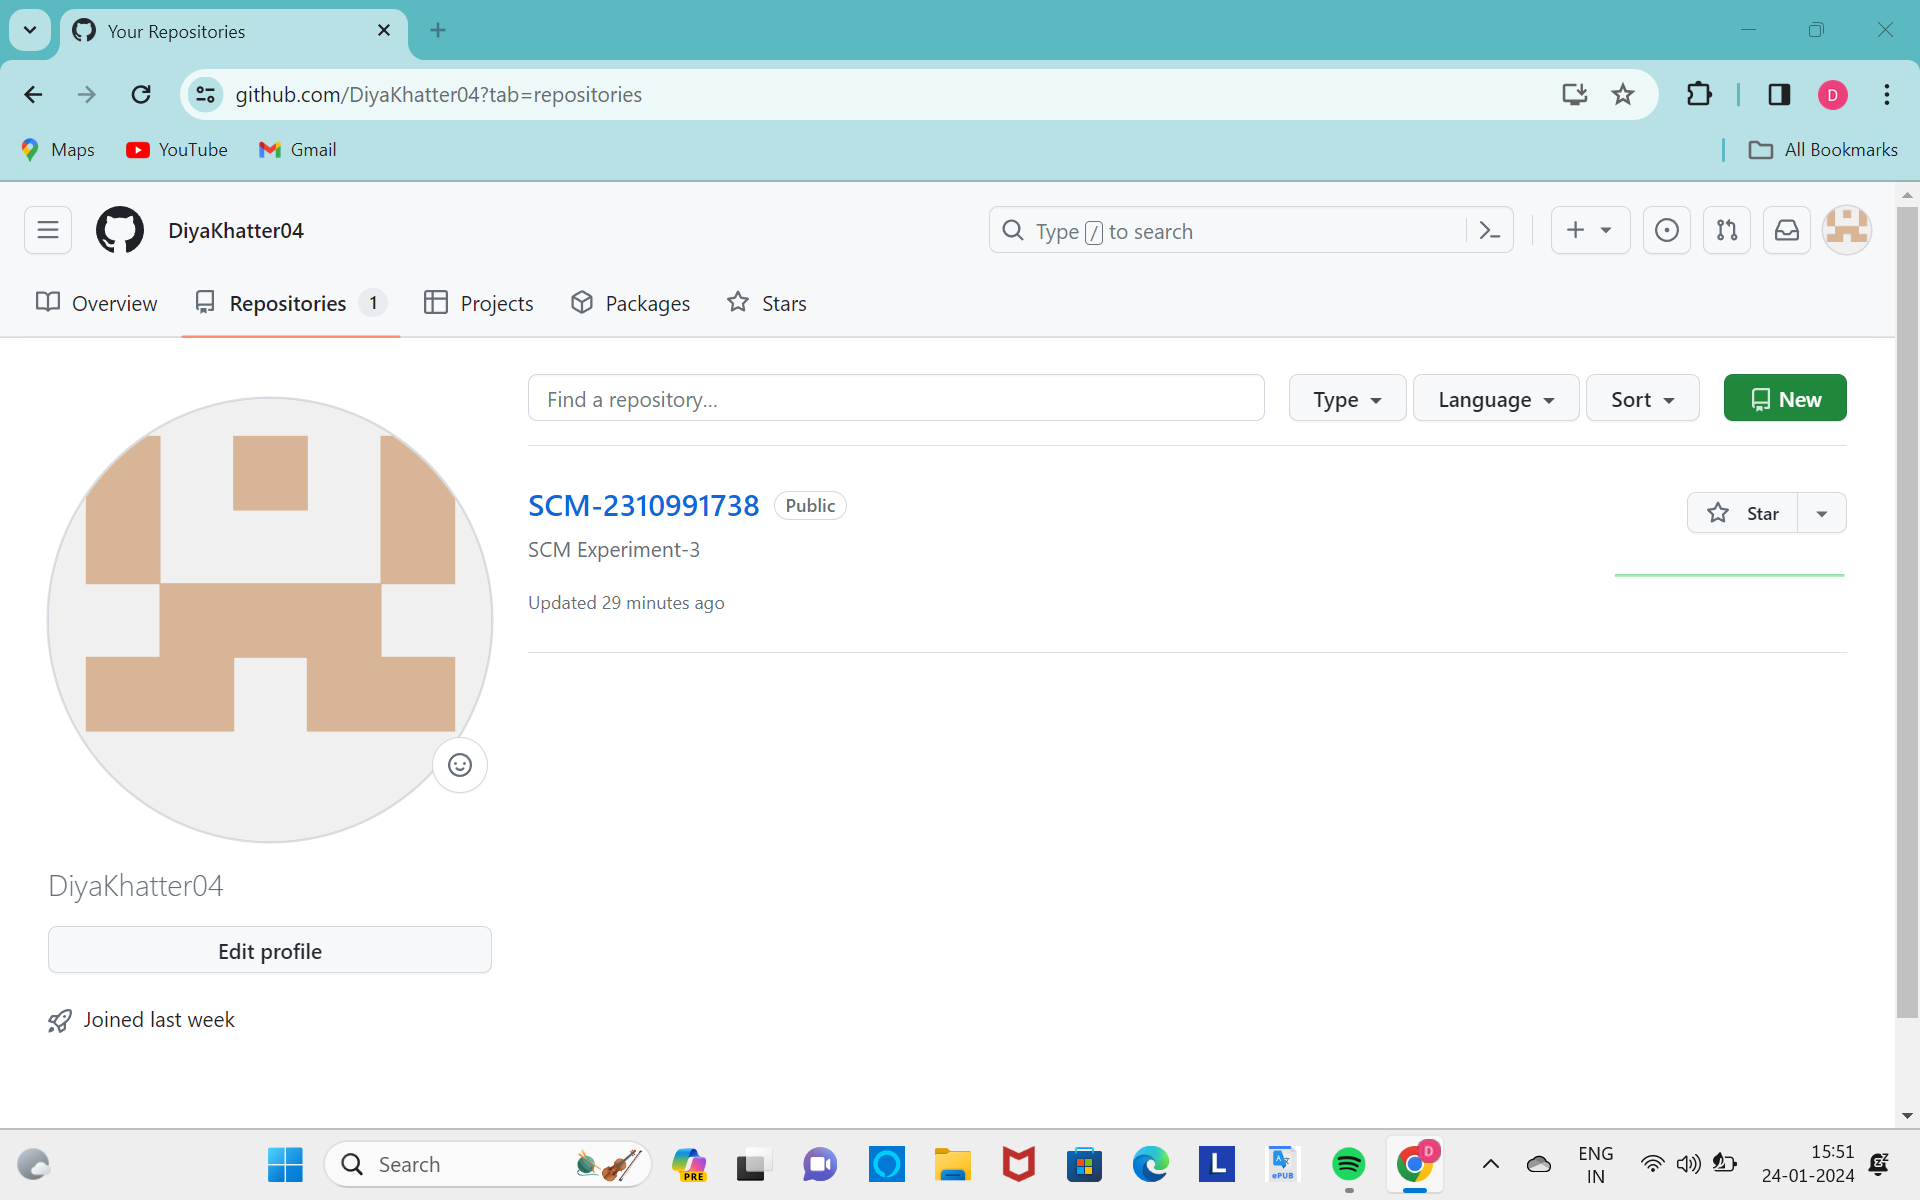 Your Repositories
github.com/DiyaKhatter04?tab=repositories
D
Maps YouTube Gmail All Bookmarks
DiyaKhatter04
Type / to search
Overview Repositories 1 Projects Packages Stars
Find a repository...
Type Language Sort New
SCM-2310991738 Public
Star
SCM Experiment-3
Updated 29 minutes ago
DiyaKhatter04
Edit profile
Joined last week
Search
PRE
L
ePUB
D
ENG
IN
15:51
24-01-2024